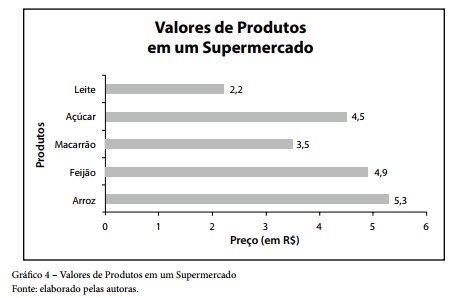 Valores de Produtos
em um Supermercado
Produtos
Leite
2,2
Açúcar
4,5
Macarrão
3,5
Feijão
4,9
Arroz
5,3
0 1 2 3 4 5 6
Preço (em R$)
Gráfico 4 – Valores de Produtos em um Supermercado
Fonte: elaborado pelas autoras.